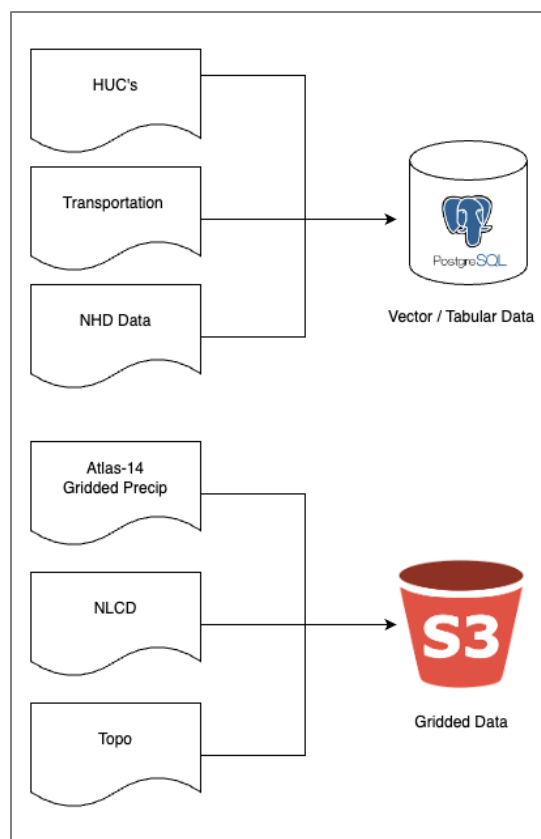 HUC's
Transportation
NHD Data
PostgreSQL
Vector / Tabular Data
Atlas-14
Gridded Precip
NLCD
Topo
S3
Gridded Data